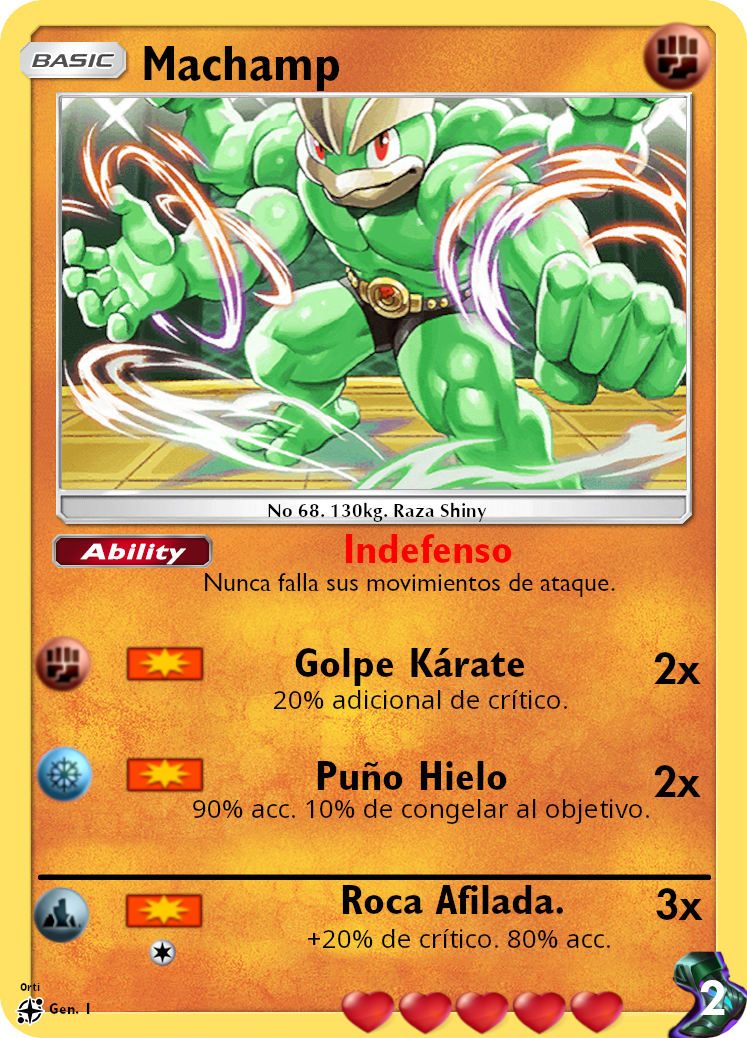 BASIC Machamp
No 68. 130kg. Raza Shiny
Ability Indefenso
Nunca falla sus movimientos de ataque.
Golpe Kárate 2x
20% adicional de crítico.
Puño Hielo 2x
90% acc. 10% de congelar al objetivo.
Roca Afilada. 3x
+20% de crítico. 80% acc.
Orti
Gen. I
2